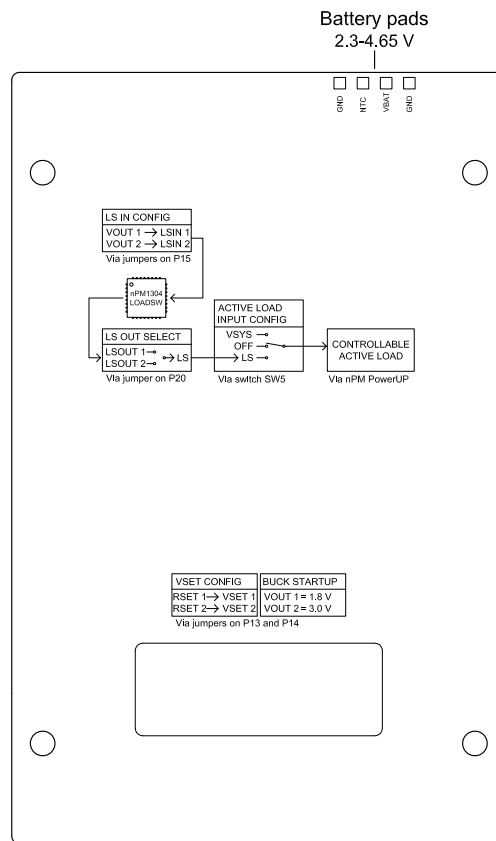 Battery pads
2.3-4.65 V
GND
NTC
VBAT
GND
LS IN CONFIG
VOUT 1 → LSIN 1
VOUT 2 → LSIN 2
Via jumpers on P15
nPM1304
LOADSW
LS OUT SELECT
LSOUT 1
LSOUT 2 → LS
Via jumper on P20
ACTIVE LOAD
INPUT CONFIG
VSYS
OFF
LS
Via switch SW5
CONTROLLABLE
ACTIVE LOAD
Via nPM PowerUP
VSET CONFIG
RSET 1→ VSET 1
RSET 2→ VSET 2
BUCK STARTUP
VOUT 1 = 1.8 V
VOUT 2 = 3.0 V
Via jumpers on P13 and P14